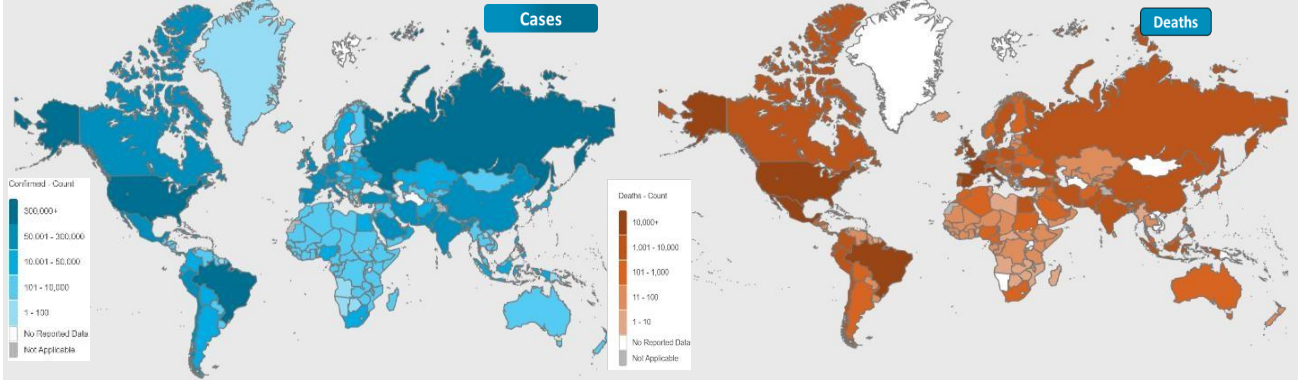 Cases
Deaths
Confirmed - Count
300,000+
50,001 - 300,000
10,001 - 50,000
101 - 10,000
1 - 100
No Reported Data
Not Applicable
Deaths - Count
10,000+
1,001 - 10,000
101 - 1,000
11 - 100
1 - 10
No Reported Data
Not Applicable